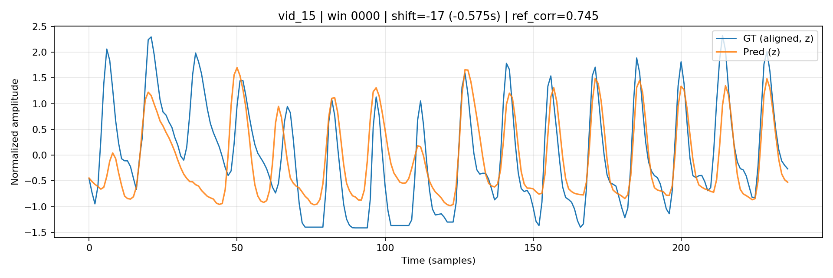 vid_15 | win 0000 | shift=-17 (-0.575s) | ref_corr=0.745
GT (aligned, z)
Pred (z)
Normalized amplitude
2.5
2.0
1.5
1.0
0.5
0.0
−0.5
−1.0
−1.5
0 50 100 150 200
Time (samples)